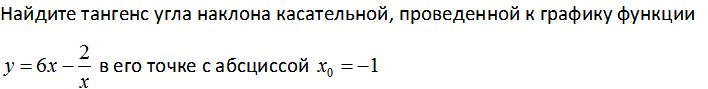 Найдите тангенс угла наклона касательной, проведенной к графику функции
y = 6x − 2/x в его точке с абсциссой x₀ = −1